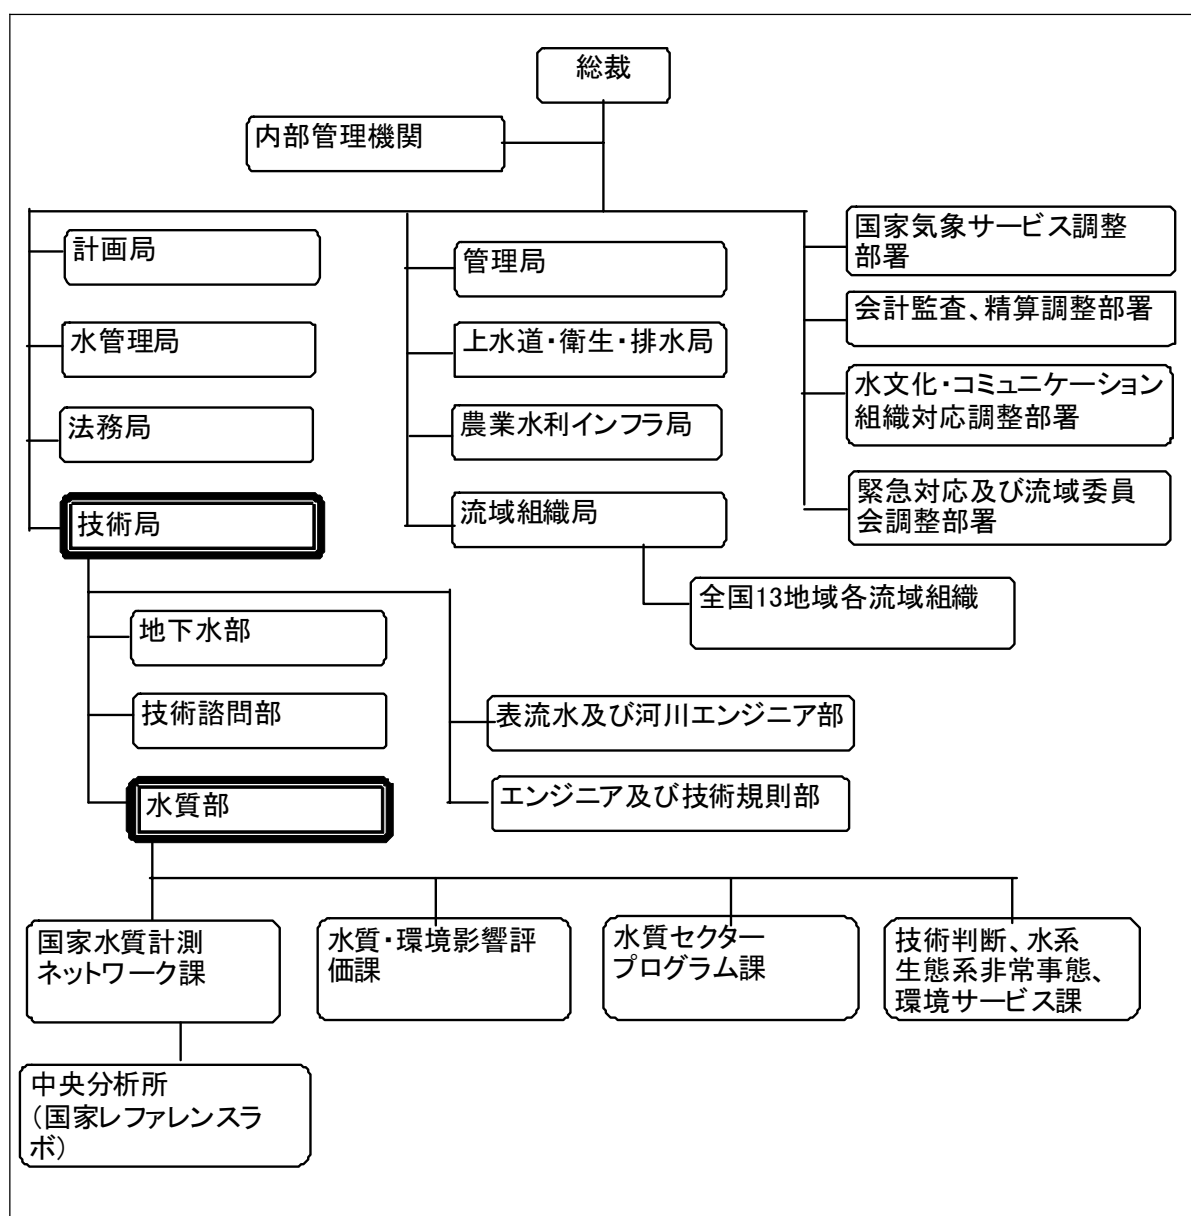 総裁
内部管理機関
計画局
水管理局
法務局
技術局
管理局
上水道・衛生・排水局
農業水利インフラ局
流域組織局
全国13地域各流域組織
国家気象サービス調整
部署
会計監査、精算調整部署
水文化・コミュニケーション
組織対応調整部署
緊急対応及び流域委員
会調整部署
地下水部
技術諮問部
水質部
表流水及び河川エンジニア部
エンジニア及び技術規則部
国家水質計測
ネットワーク課
水質・環境影響評
価課
水質セクター
プログラム課
技術判断、水系
生態系非常事態、
環境サービス課
中央分析所
（国家レファレンスラ
ボ）